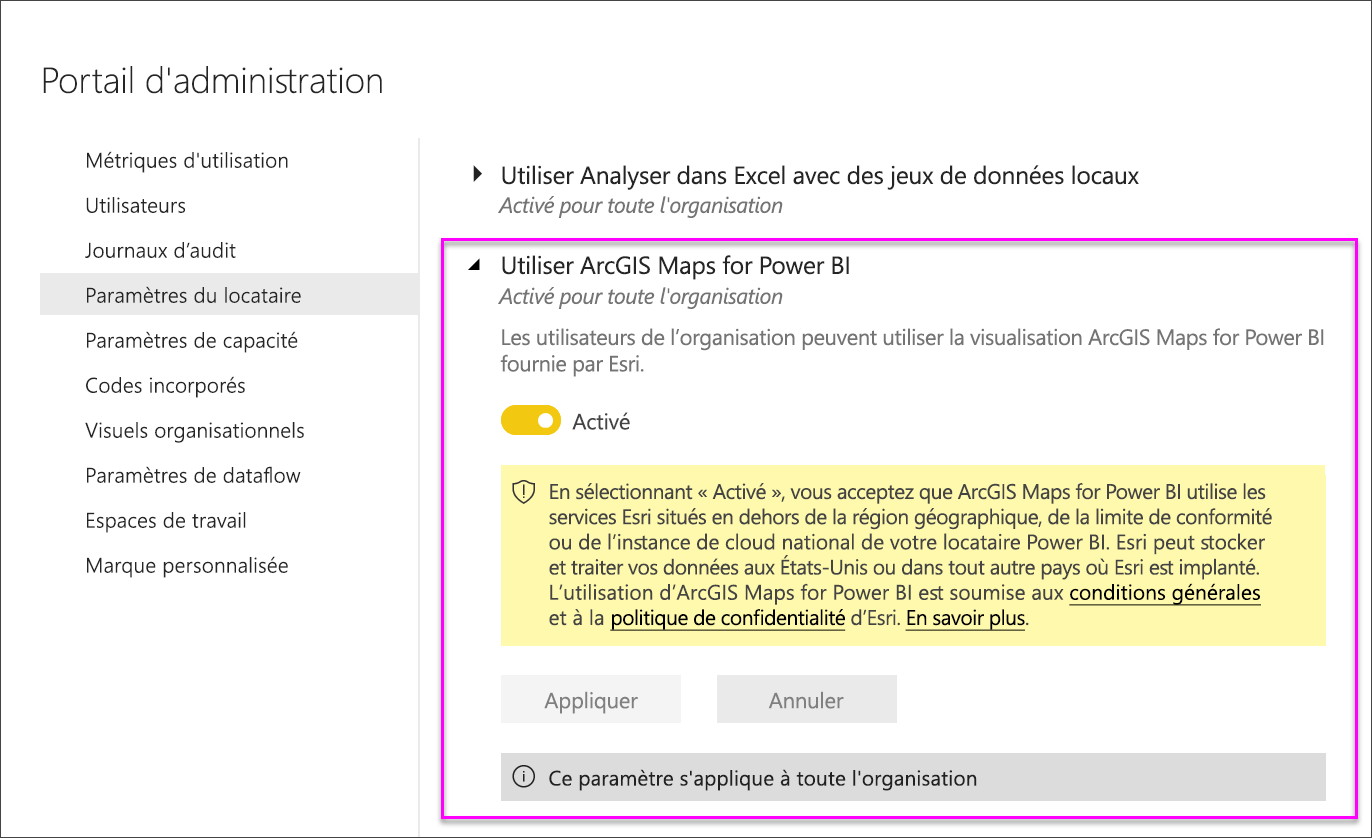 Portail d'administration
Métriques d'utilisation
Utilisateurs
Journaux d’audit
Paramètres du locataire
Paramètres de capacité
Codes incorporés
Visuels organisationnels
Paramètres de dataflow
Espaces de travail
Marque personnalisée
Utiliser Analyser dans Excel avec des jeux de données locaux
Activé pour toute l'organisation
Utiliser ArcGIS Maps for Power BI
Activé pour toute l'organisation
Les utilisateurs de l’organisation peuvent utiliser la visualisation ArcGIS Maps for Power BI
fournie par Esri.
Activé
En sélectionnant « Activé », vous acceptez que ArcGIS Maps for Power BI utilise les
services Esri situés en dehors de la région géographique, de la limite de conformité
ou de l’instance de cloud national de votre locataire Power BI. Esri peut stocker
et traiter vos données aux États-Unis ou dans tout autre pays où Esri est implanté.
L’utilisation d’ArcGIS Maps for Power BI est soumise aux conditions générales
et à la politique de confidentialité d’Esri. En savoir plus.
Appliquer
Annuler
Ce paramètre s'applique à toute l'organisation